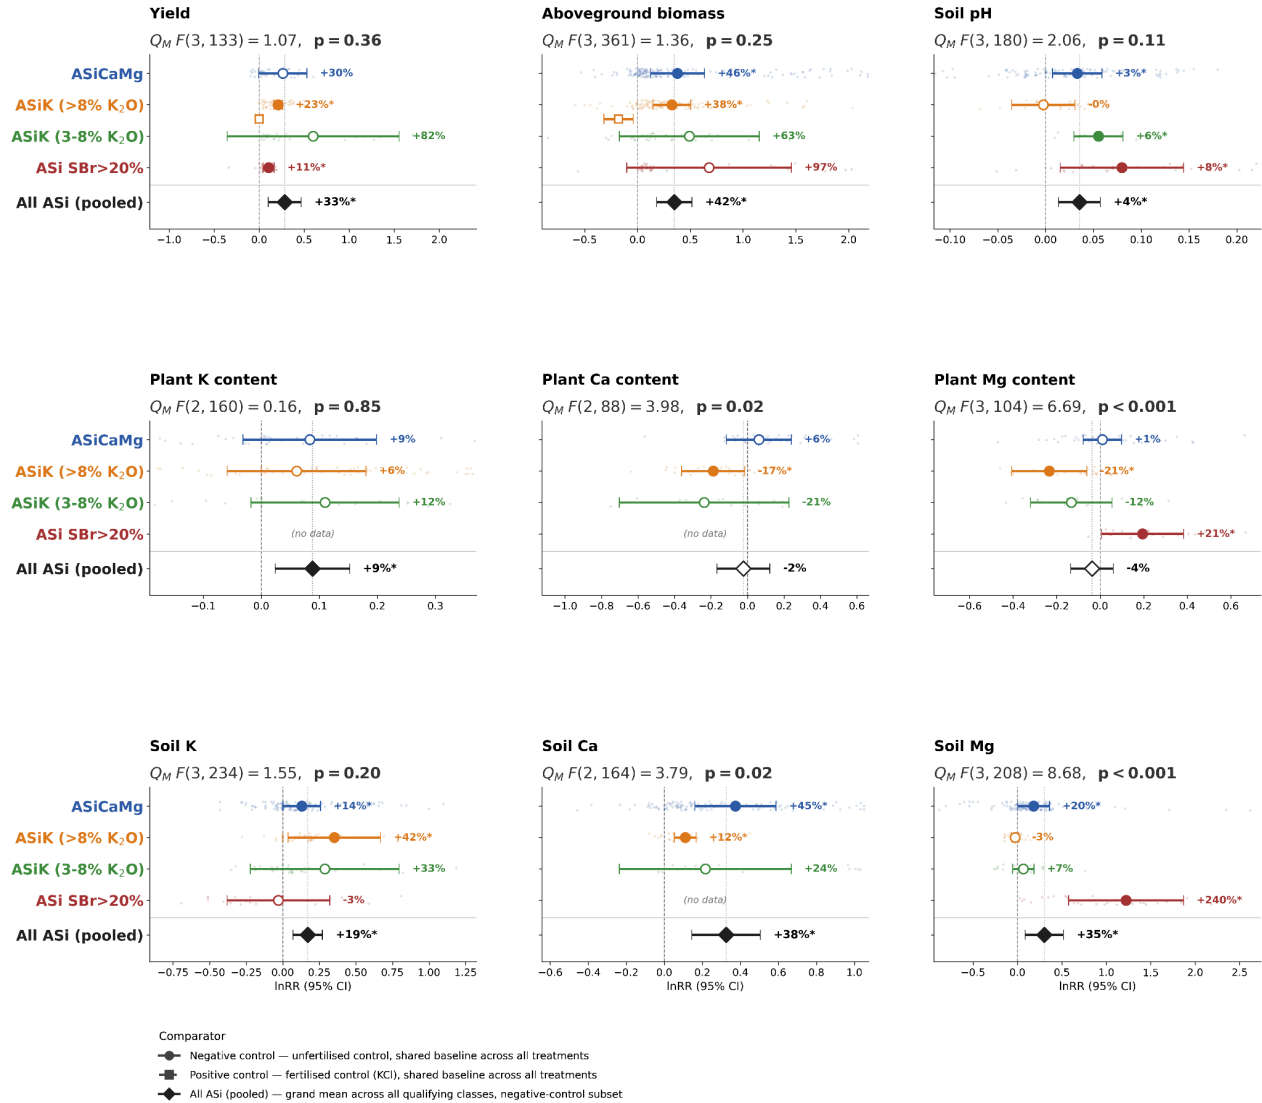 Yield
Q_M F(3, 133) = 1.07, p = 0.36
Aboveground biomass
Q_M F(3, 361) = 1.36, p = 0.25
Soil pH
Q_M F(3, 180) = 2.06, p = 0.11
ASiCaMg
+30%
+46%*
+3%*
ASiK (>8% K₂O)
+23%*
+38%*
-0%
ASiK (3-8% K₂O)
+82%
+63%
+6%*
ASi SBr>20%
+11%*
+97%
+8%*
All ASi (pooled)
+33%*
+42%*
+4%*
−1.0 −0.5 0.0 0.5 1.0 1.5 2.0
−0.5 0.0 0.5 1.0 1.5 2.0
−0.10 −0.05 0.00 0.05 0.10 0.15 0.20
Plant K content
Q_M F(2, 160) = 0.16, p = 0.85
Plant Ca content
Q_M F(2, 88) = 3.98, p = 0.02
Plant Mg content
Q_M F(3, 104) = 6.69, p < 0.001
ASiCaMg
+9%
+6%
+1%
ASiK (>8% K₂O)
+6%
-17%*
-21%*
ASiK (3-8% K₂O)
+12%
-21%
-12%
ASi SBr>20%
(no data)
(no data)
+21%*
All ASi (pooled)
+9%*
-2%
-4%
−0.1 0.0 0.1 0.2 0.3
−1.0 −0.8 −0.6 −0.4 −0.2 0.0 0.2 0.4 0.6
−0.6 −0.4 −0.2 0.0 0.2 0.4 0.6
Soil K
Q_M F(3, 234) = 1.55, p = 0.20
Soil Ca
Q_M F(2, 164) = 3.79, p = 0.02
Soil Mg
Q_M F(3, 208) = 8.68, p < 0.001
ASiCaMg
+14%*
+45%*
+20%*
ASiK (>8% K₂O)
+42%*
+12%*
-3%
ASiK (3-8% K₂O)
+33%
+24%
+7%
ASi SBr>20%
-3%
(no data)
+240%*
All ASi (pooled)
+19%*
+38%*
+35%*
−0.75 −0.50 −0.25 0.00 0.25 0.50 0.75 1.00 1.25
lnRR (95% CI)
−0.6 −0.4 −0.2 0.0 0.2 0.4 0.6 0.8 1.0
lnRR (95% CI)
−0.5 0.0 0.5 1.0 1.5 2.0 2.5
lnRR (95% CI)
Comparator
Negative control — unfertilised control, shared baseline across all treatments
Positive control — fertilised control (KCl), shared baseline across all treatments
All ASi (pooled) — grand mean across all qualifying classes, negative-control subset